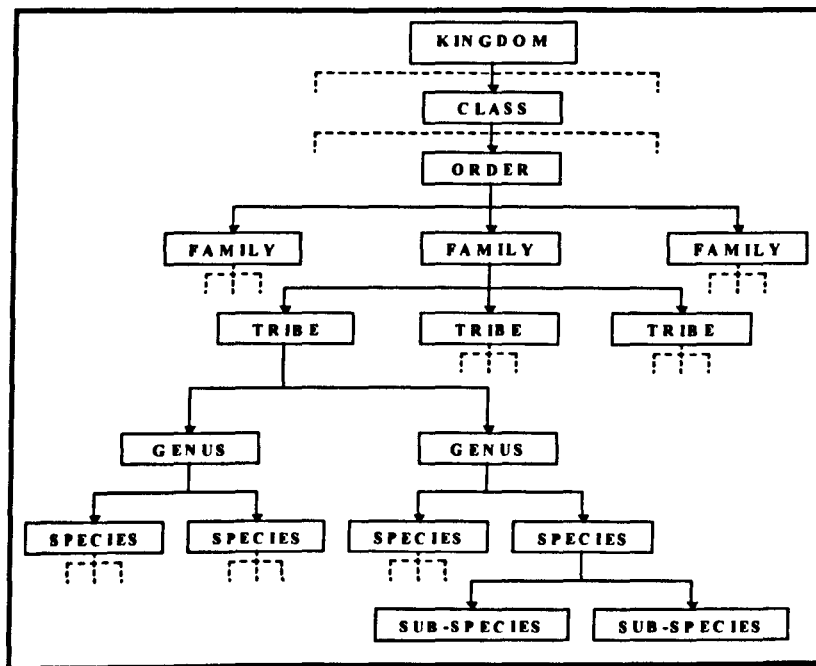 KINGDOM
CLASS
ORDER
FAMILY FAMILY FAMILY
TRIBE TRIBE TRIBE
GENUS GENUS
SPECIES SPECIES SPECIES SPECIES
SUB-SPECIES SUB-SPECIES